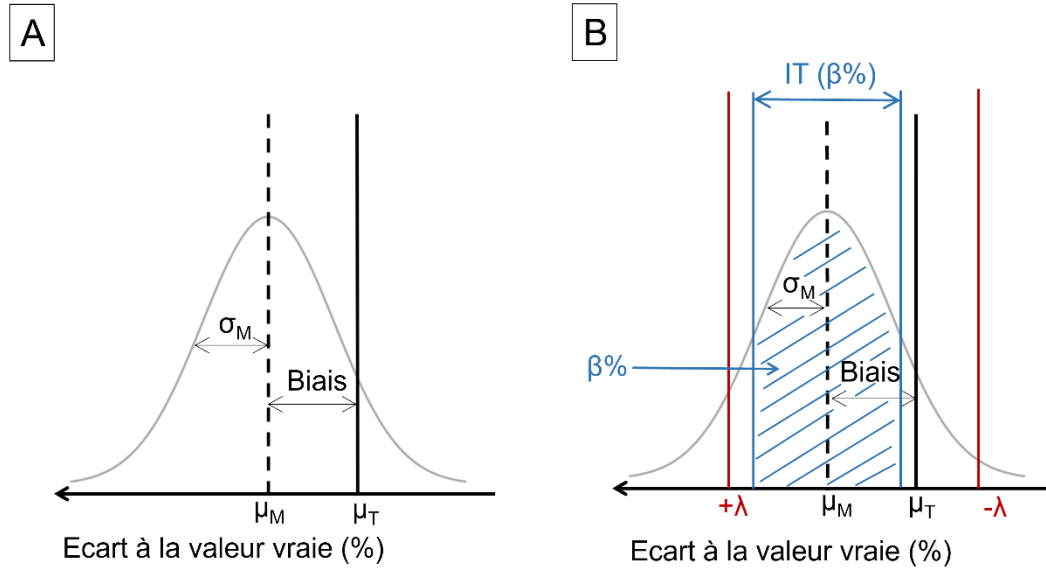 A
σM
Biais
μM
μT
Ecart à la valeur vraie (%)
B
IT (β%)
σM
β%
Biais
+λ
μM
μT
-λ
Ecart à la valeur vraie (%)